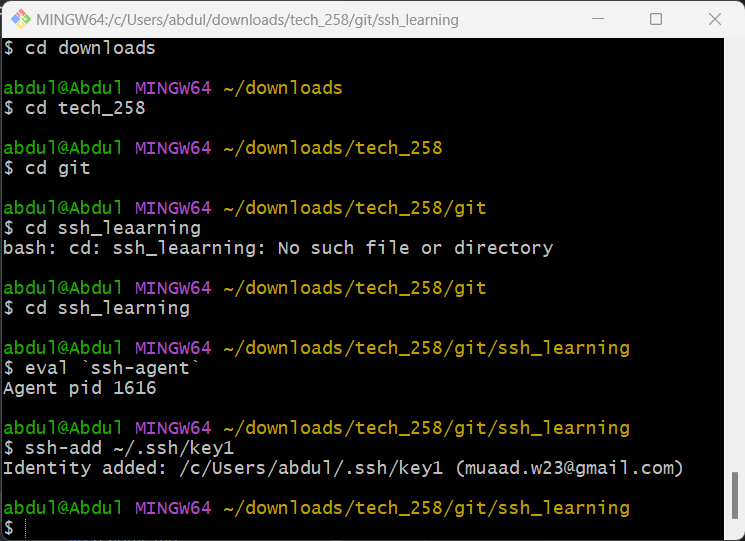 MINGW64:/c/Users/abdul/downloads/tech_258/git/ssh_learning
$ cd downloads
abdul@Abdul MINGW64 ~/downloads
$ cd tech_258
abdul@Abdul MINGW64 ~/downloads/tech_258
$ cd git
abdul@Abdul MINGW64 ~/downloads/tech_258/git
$ cd ssh_leaarning
bash: cd: ssh_leaarning: No such file or directory
abdul@Abdul MINGW64 ~/downloads/tech_258/git
$ cd ssh_learning
abdul@Abdul MINGW64 ~/downloads/tech_258/git/ssh_learning
$ eval `ssh-agent`
Agent pid 1616
abdul@Abdul MINGW64 ~/downloads/tech_258/git/ssh_learning
$ ssh-add ~/.ssh/key1
Identity added: /c/Users/abdul/.ssh/key1 (muaad.w23@gmail.com)
abdul@Abdul MINGW64 ~/downloads/tech_258/git/ssh_learning
$